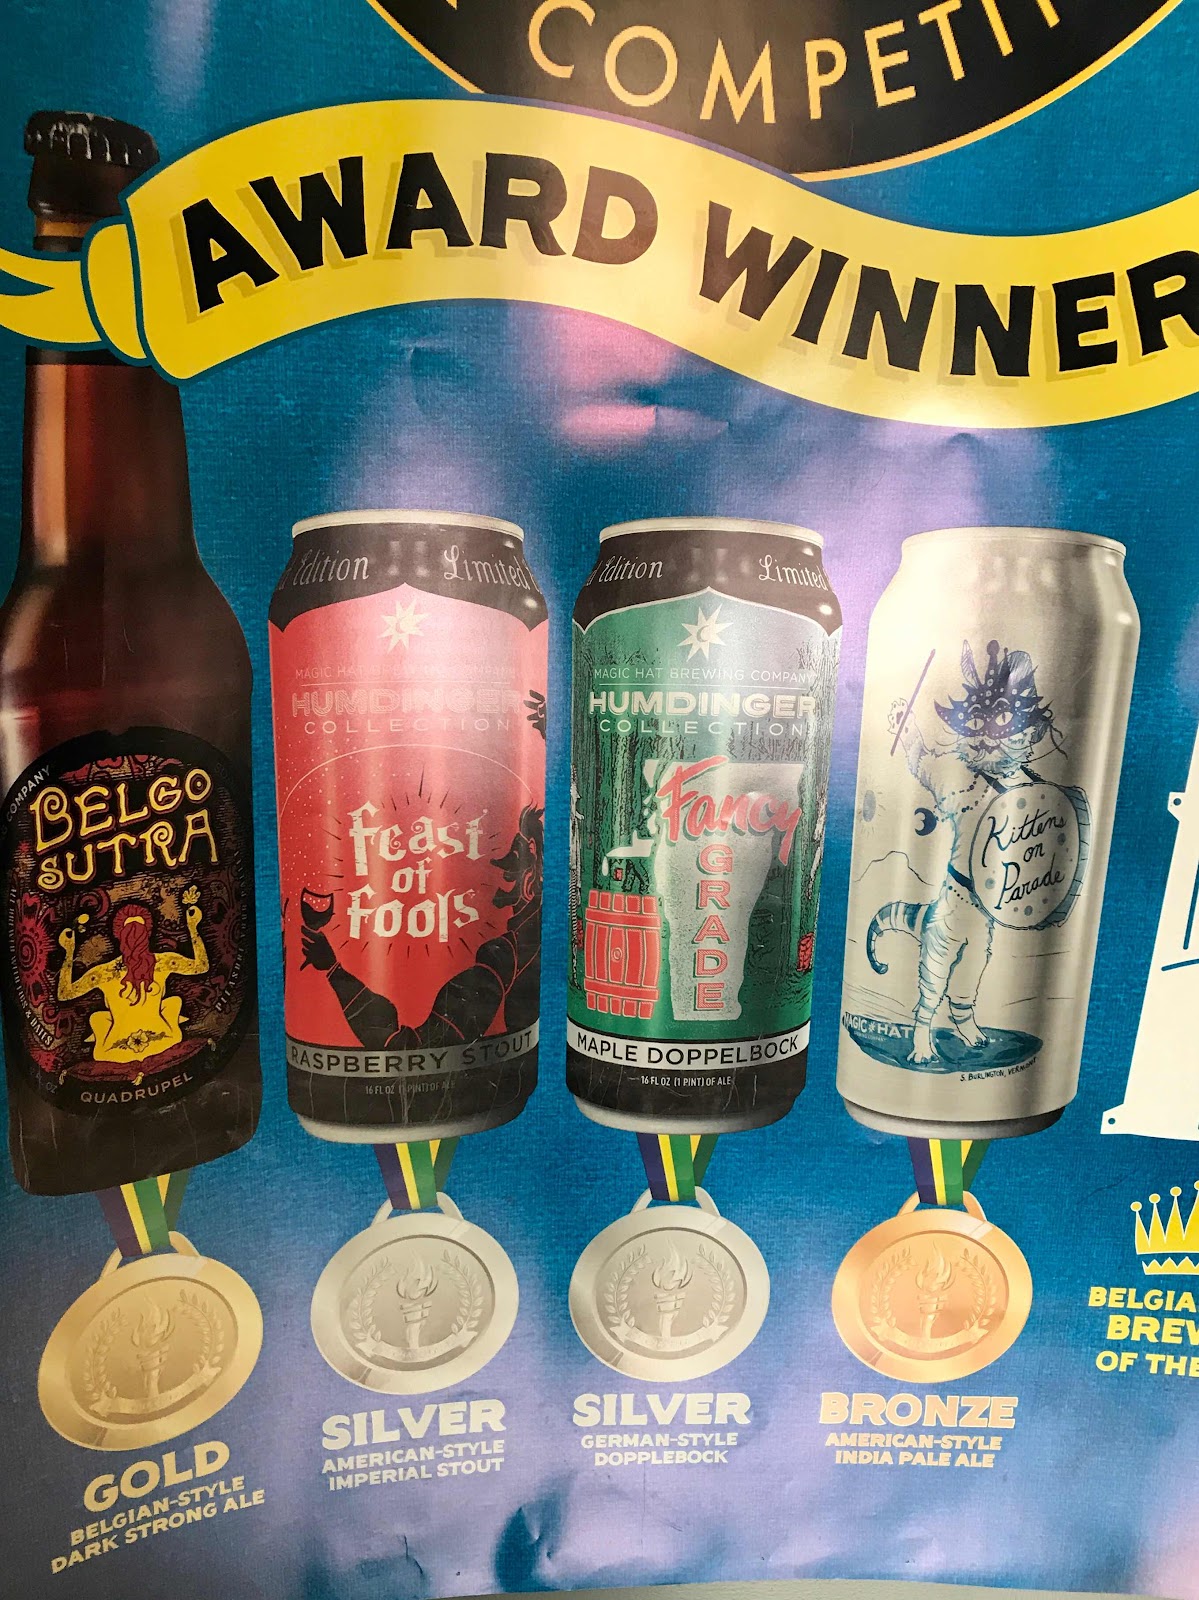 COMPETIT
AWARD WINNER
COMPANY
BELGO
SUTRA
QUADRUPEL
Edition Limited
MAGIC HAT
HUMDINGER
COLLECTION
Feast
of
fools
RASPBERRY STOUT
16 FL OZ (1 PINT) OF ALE
Edition Limited
MAGIC HAT BREWING COMPANY
HUMDINGER
COLLECTION
Fancy
GRADE
MAPLE DOPPELBOCK
16 FL OZ (1 PINT) OF ALE
Kittens
on
Parade
MAGIC HAT
S. BURLINGTON, VERMONT
GOLD
BELGIAN-STYLE
DARK STRONG ALE
SILVER
AMERICAN-STYLE
IMPERIAL STOUT
SILVER
GERMAN-STYLE
DOPPLEBOCK
BRONZE
AMERICAN-STYLE
INDIA PALE ALE
BELGIA
BREW
OF THE